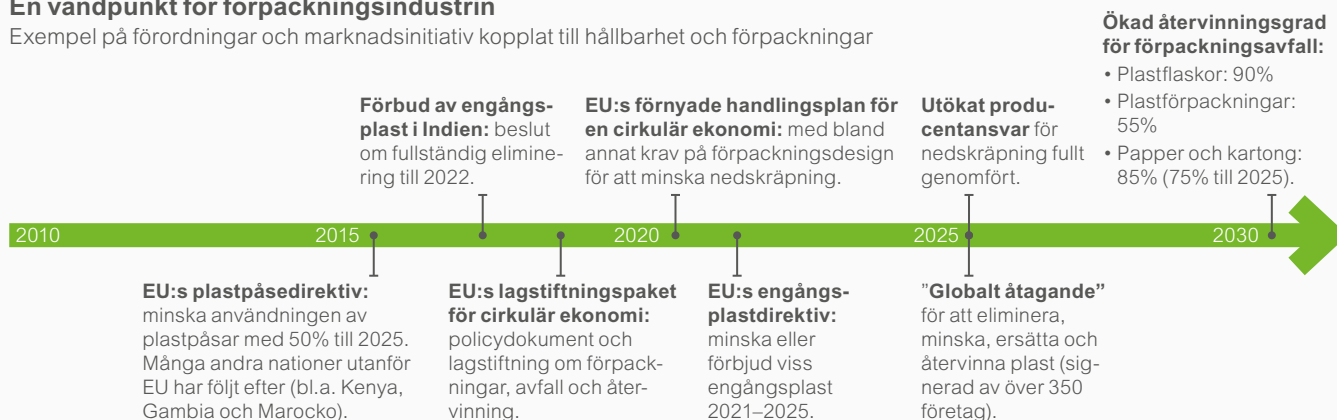 En vändpunkt för förpackningsindustrin
Exempel på förordningar och marknadsinitiativ kopplat till hållbarhet och förpackningar
Förbud av engångs-
plast i Indien: beslut
om fullständig elimine-
ring till 2022.
EU:s förnyade handlingsplan för
en cirkulär ekonomi: med bland
annat krav på förpackningsdesign
för att minska nedskräpning.
Utökat produ-
centansvar för
nedskräpning fullt
genomfört.
Ökad återvinningsgrad
för förpackningsavfall:
• Plastflaskor: 90%
• Plastförpackningar:
55%
• Papper och kartong:
85% (75% till 2025).
2010 2015 2020 2025 2030
EU:s plastpåsedirektiv:
minska användningen av
plastpåsar med 50% till 2025.
Många andra nationer utanför
EU har följt efter (bl.a. Kenya,
Gambia och Marocko).
EU:s lagstiftningspaket
för cirkulär ekonomi:
policydokument och
lagstiftning om förpack-
ningar, avfall och åter-
vinning.
EU:s engångs-
plastdirektiv:
minska eller
förbjud viss
engångsplast
2021–2025.
”Globalt åtagande”
för att eliminera,
minska, ersätta och
återvinna plast (sig-
nerad av över 350
företag).